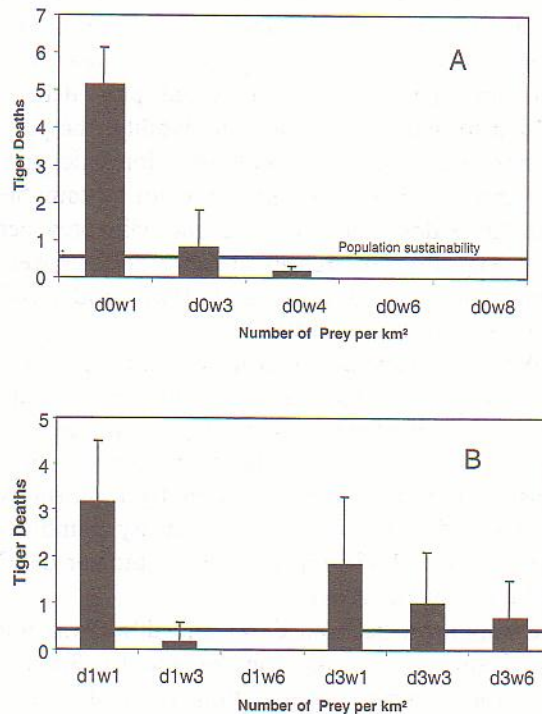 7
6
5
4
3
2
1
0
Tiger Deaths
A
Population sustainability
d0w1 d0w3 d0w4 d0w6 d0w8
Number of Prey per km²
5
4
3
2
1
0
Tiger Deaths
B
d1w1 d1w3 d1w6 d3w1 d3w3 d3w6
Number of Prey per km²